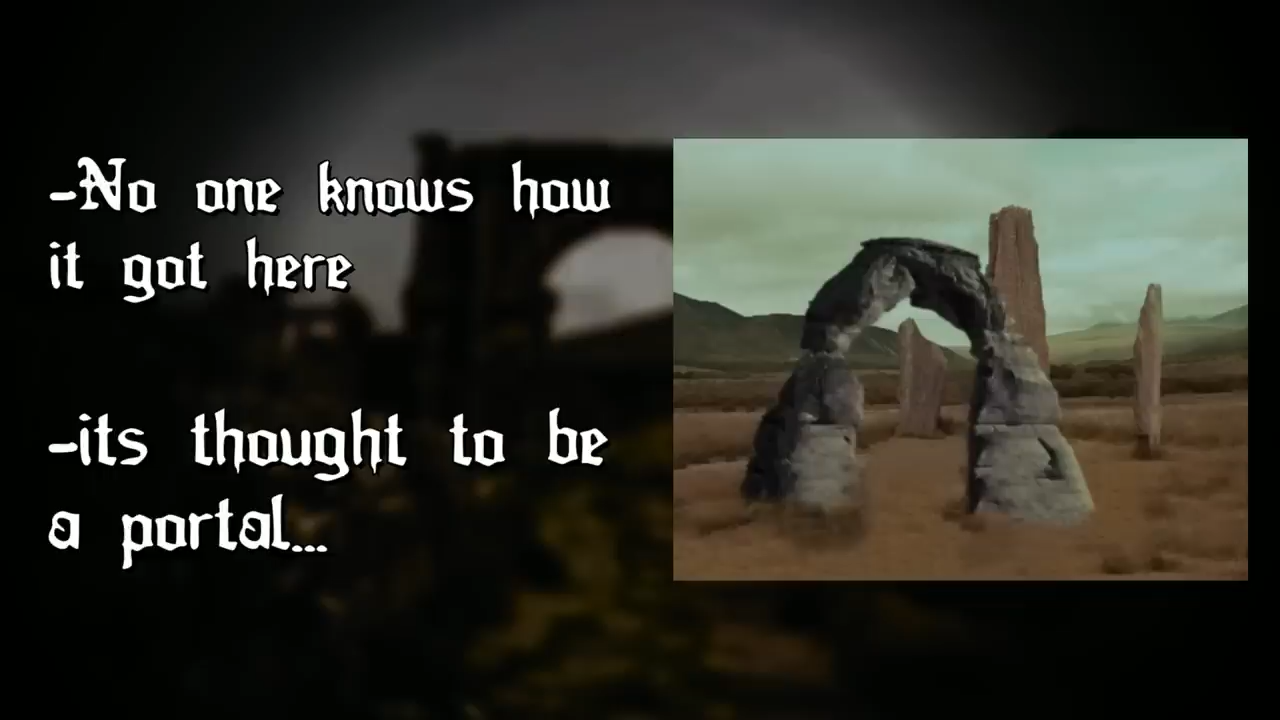 -No one knows how
it got here
-its thought to be
a portal...